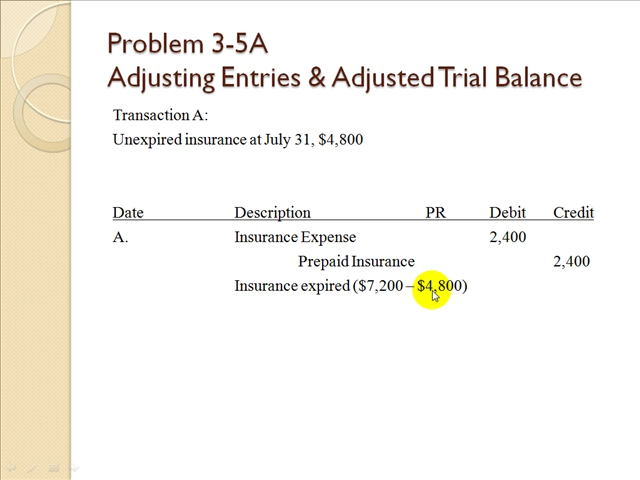 Problem 3-5A
Adjusting Entries & Adjusted Trial Balance
Transaction A:
Unexpired insurance at July 31, $4,800
Date Description PR Debit Credit
A. Insurance Expense 2,400
Prepaid Insurance 2,400
Insurance expired ($7,200 – $4,800)